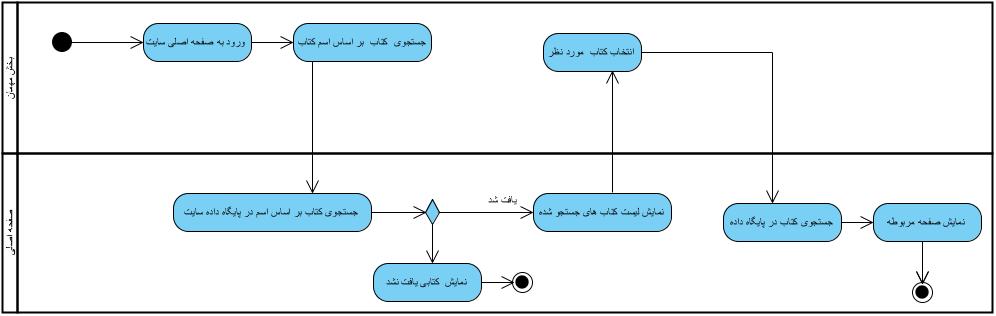 بخش مهمان
ورود به صفحه اصلی سایت
جستجوی کتاب بر اساس اسم کتاب
انتخاب کتاب مورد نظر
صفحه اصلی
جستجوی کتاب بر اساس اسم در پایگاه داده سایت
یافت شد
نمایش لیست کتاب های جستجو شده
نمایش کتابی یافت نشد
جستجوی کتاب در پایگاه داده
نمایش صفحه مربوطه